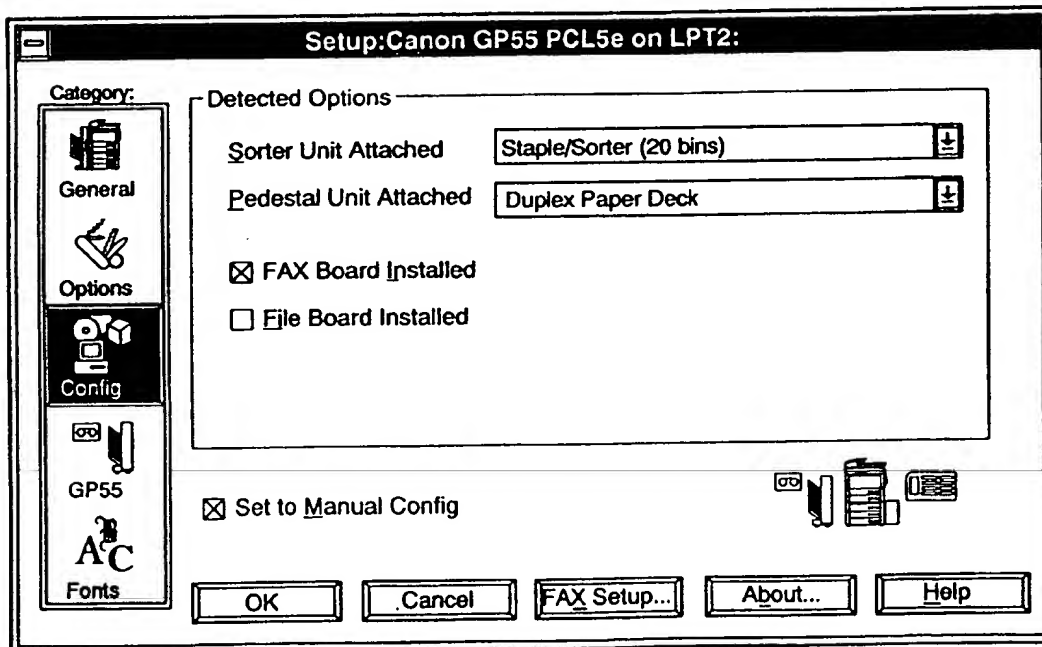 Setup:Canon GP55 PCL5e on LPT2:
Category:
General
Options
Config
GP55
Fonts
Detected Options
Sorter Unit Attached Staple/Sorter (20 bins)
Pedestal Unit Attached Duplex Paper Deck
FAX Board Installed
File Board Installed
Set to Manual Config
OK Cancel FAX Setup... About... Help